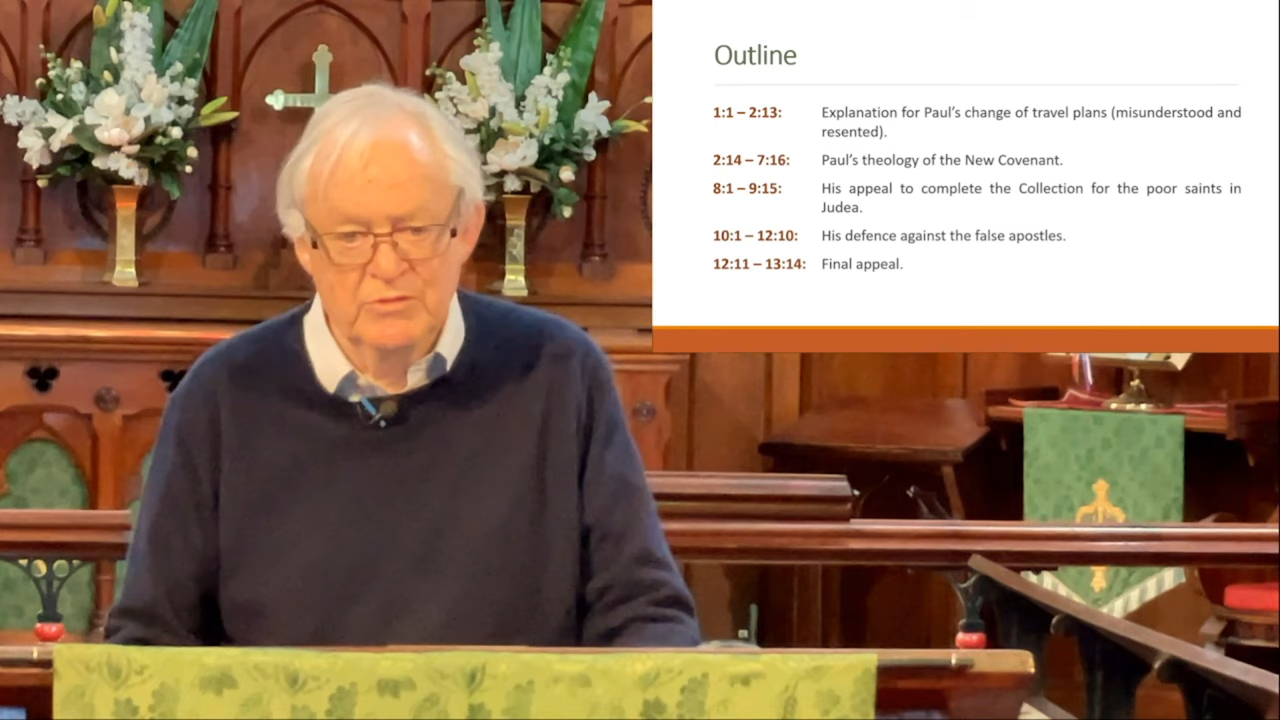 Outline
1:1 – 2:13: Explanation for Paul's change of travel plans (misunderstood and
resented).
2:14 – 7:16: Paul's theology of the New Covenant.
8:1 – 9:15: His appeal to complete the Collection for the poor saints in
Judea.
10:1 – 12:10: His defence against the false apostles.
12:11 – 13:14: Final appeal.